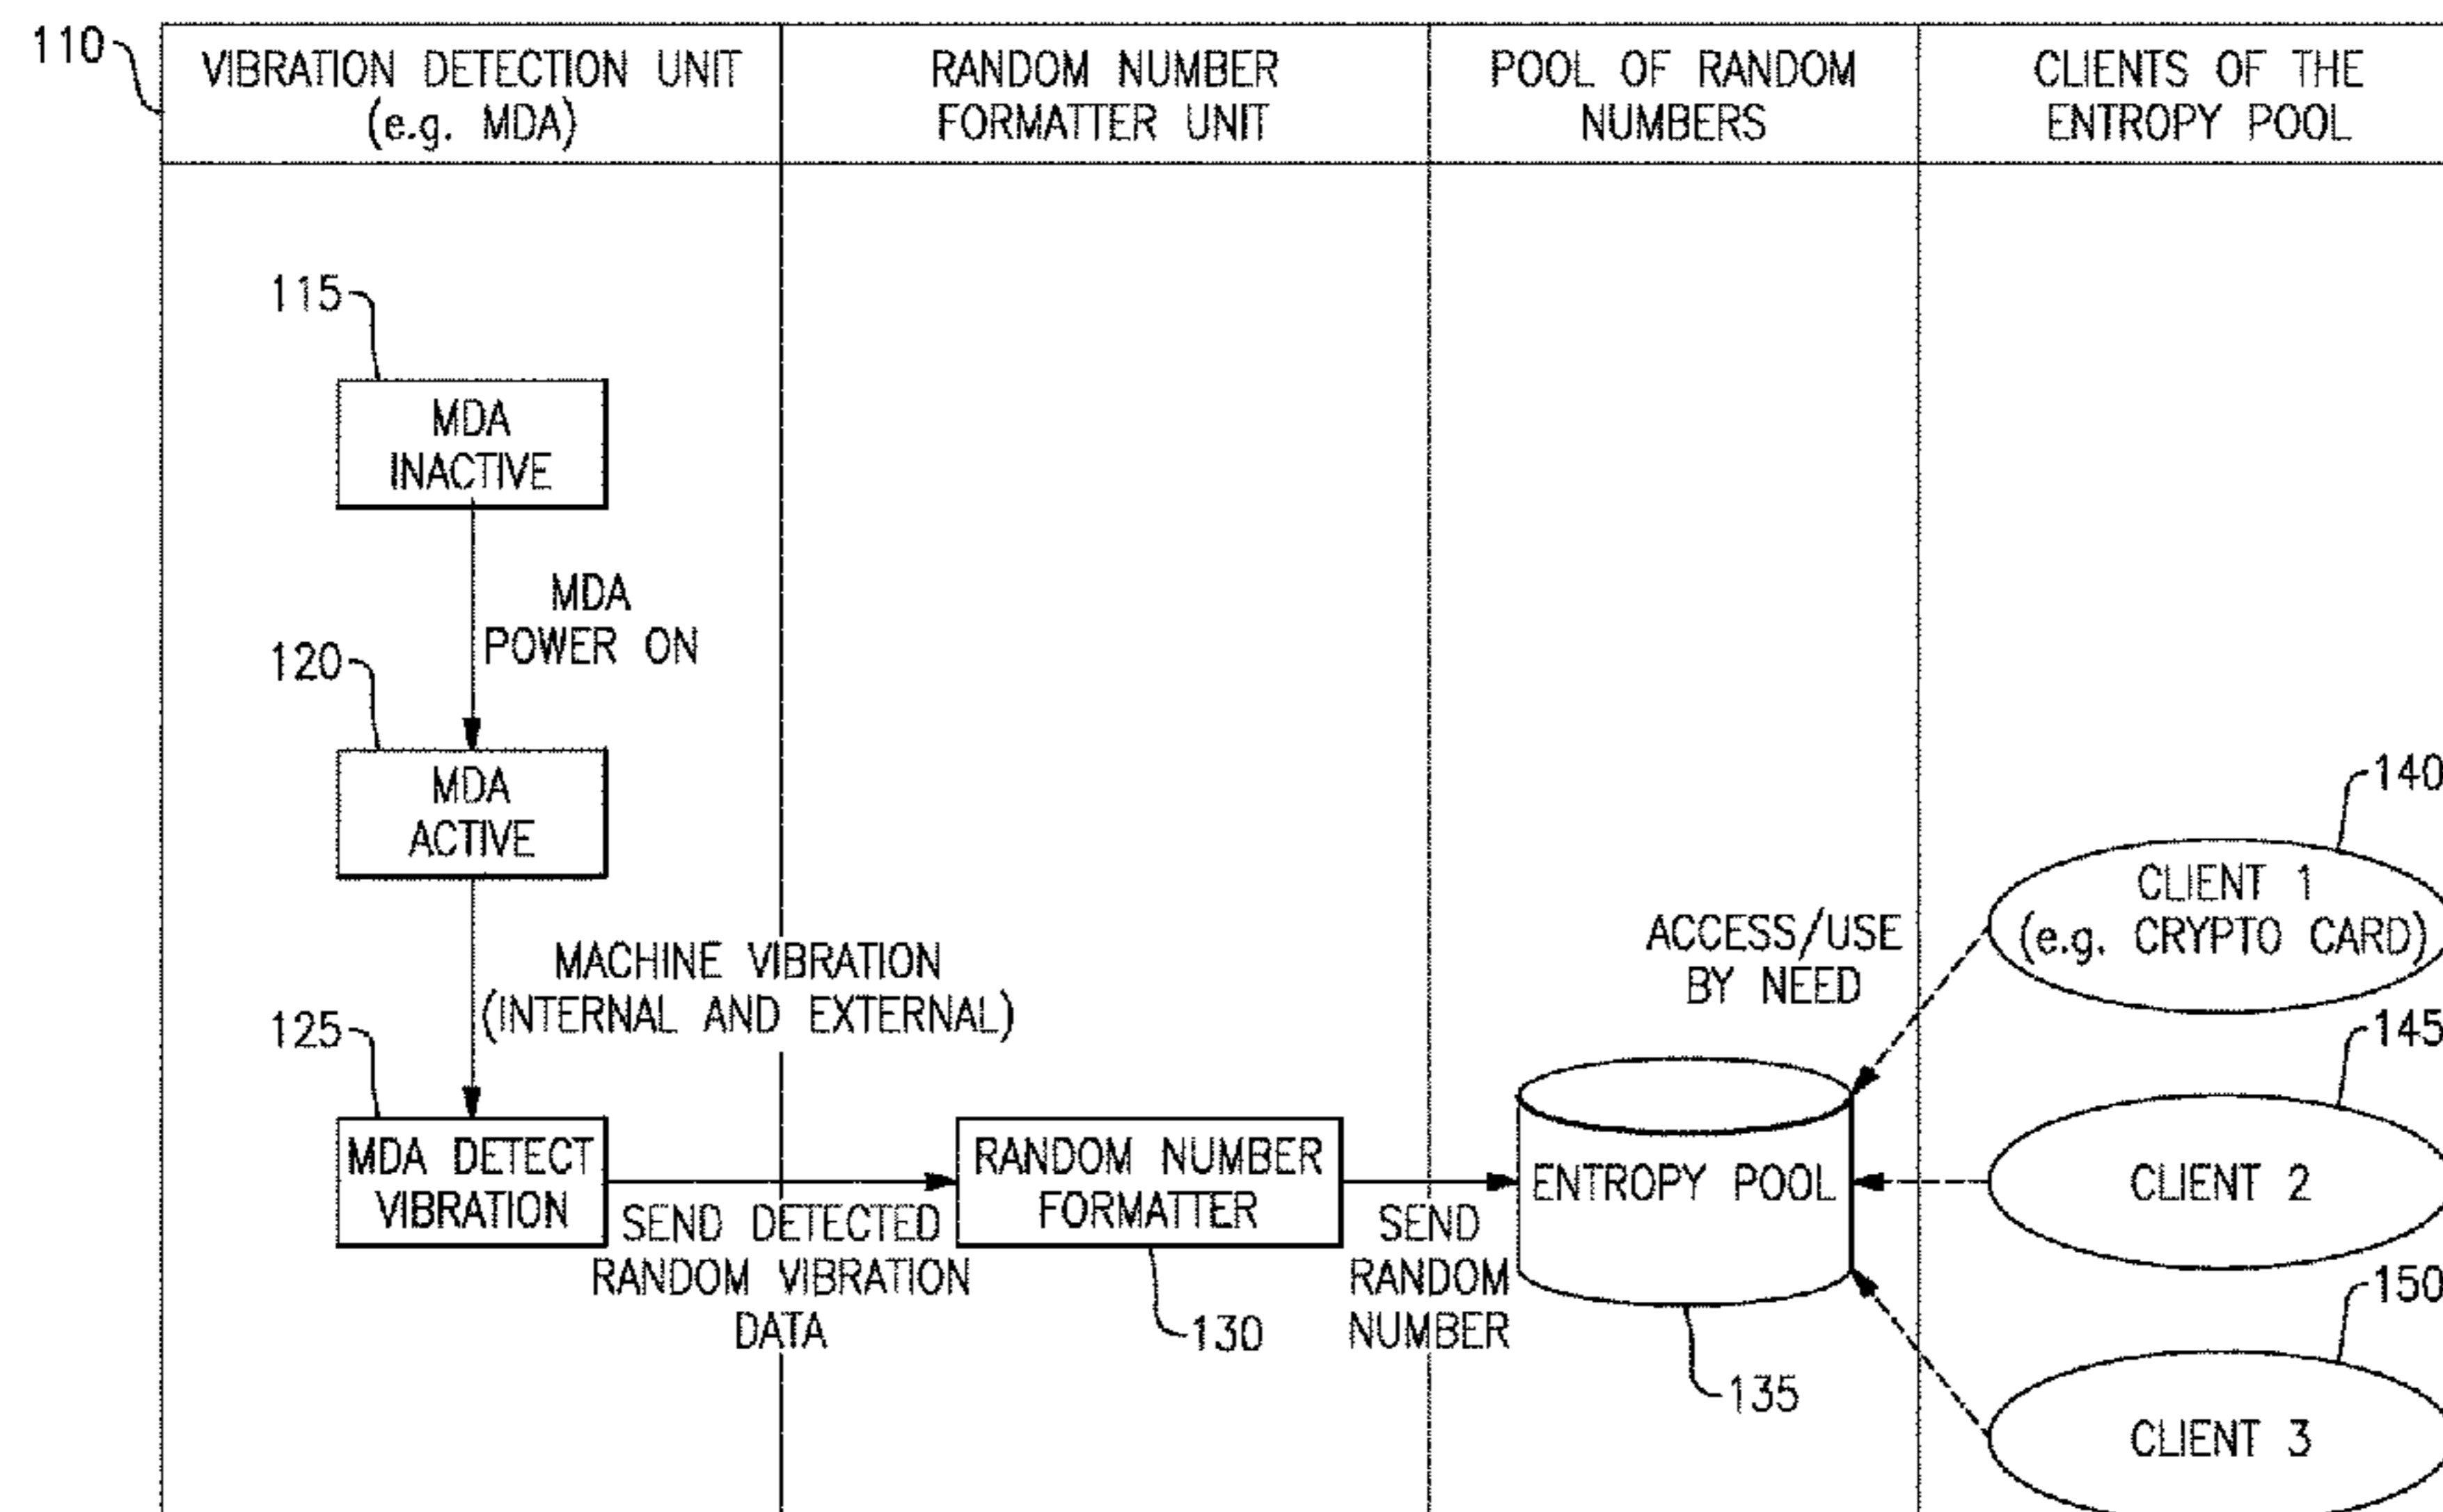 110
VIBRATION DETECTION UNIT
(e.g. MDA)
RANDOM NUMBER
FORMATTER UNIT
POOL OF RANDOM
NUMBERS
CLIENTS OF THE
ENTROPY POOL
115
MDA
INACTIVE
MDA
POWER ON
120
MDA
ACTIVE
MACHINE VIBRATION
(INTERNAL AND EXTERNAL)
125
MDA DETECT
VIBRATION
SEND DETECTED
RANDOM VIBRATION
DATA
RANDOM NUMBER
FORMATTER
130
SEND
RANDOM
NUMBER
ACCESS/USE
BY NEED
ENTROPY POOL
135
140
CLIENT 1
(e.g. CRYPTO CARD)
145
CLIENT 2
150
CLIENT 3